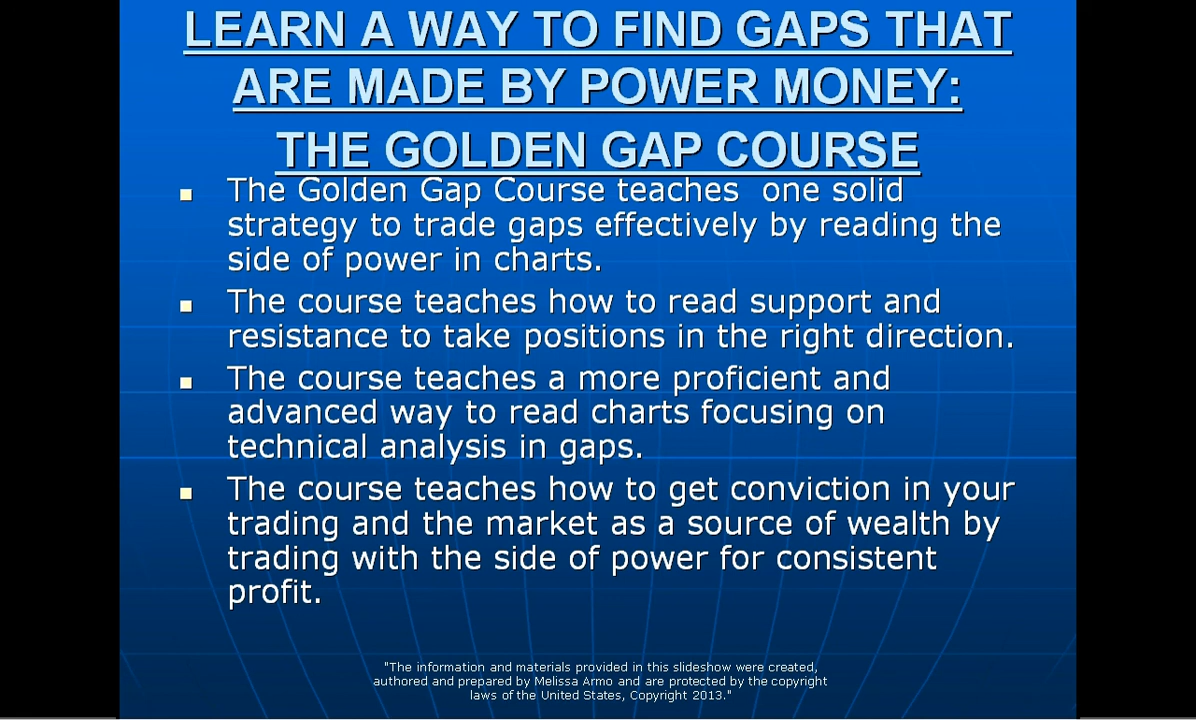 LEARN A WAY TO FIND GAPS THAT
ARE MADE BY POWER MONEY:
THE GOLDEN GAP COURSE
The Golden Gap Course teaches  one solid
strategy to trade gaps effectively by reading the
side of power in charts.
The course teaches how to read support and
resistance to take positions in the right direction.
The course teaches a more proficient and
advanced way to read charts focusing on
technical analysis in gaps.
The course teaches how to get conviction in your
trading and the market as a source of wealth by
trading with the side of power for consistent
profit.
"The information and materials provided in this slideshow were created,
authored and prepared by Melissa Armo and are protected by the copyright
laws of the United States, Copyright 2013."